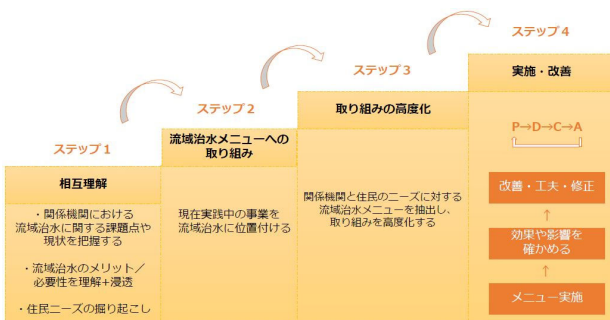 ステップ1
相互理解
・関係機関における
流域治水に関する課題点や
現状を把握する
・流域治水のメリット／
必要性を理解+浸透
・住民ニーズの掘り起こし
ステップ2
流域治水メニューへの
取り組み
現在実践中の事業を
流域治水に位置付ける
ステップ3
取り組みの高度化
関係機関と住民のニーズに対する
流域治水メニューを抽出し、
取り組みを高度化する
ステップ4
実施・改善
P→D→C→A
改善・工夫・修正
↑
効果や影響を
確かめる
↑
メニュー実施